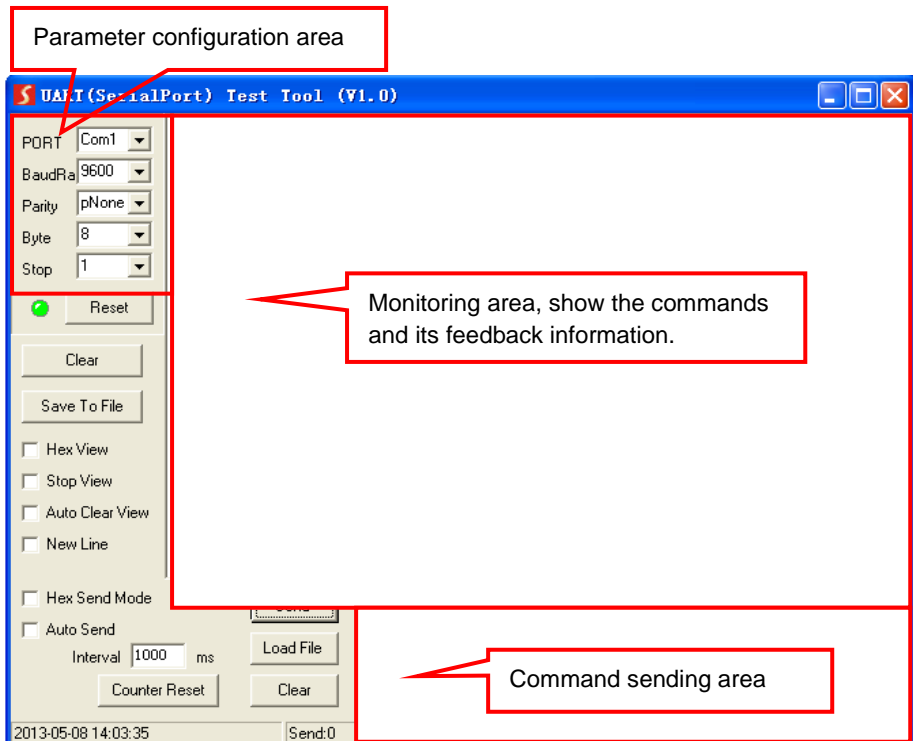 Parameter configuration area
UART(SerialPort) Test Tool (V1.0)
PORT Com1
BaudRa 9600
Parity pNone
Byte 8
Stop 1
Reset
Monitoring area, show the commands
and its feedback information.
Clear
Save To File
Hex View
Stop View
Auto Clear View
New Line
Hex Send Mode
Send
Auto Send
Interval 1000 ms
Load File
Command sending area
Counter Reset
Clear
2013-05-08 14:03:35
Send:0